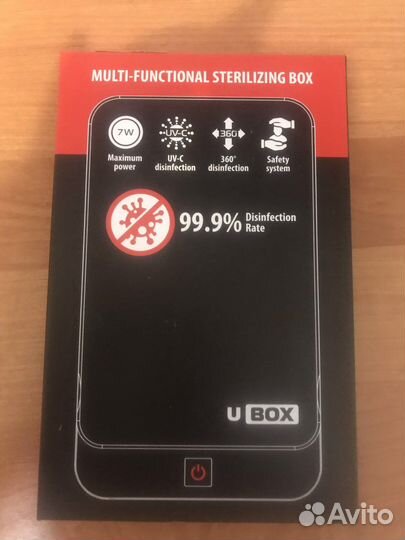 MULTI-FUNCTIONAL STERILIZING BOX
7W UV-C 360°
Maximum power
UV-C disinfection
360° disinfection
Safety system
99.9% Disinfection Rate
U BOX
Avito